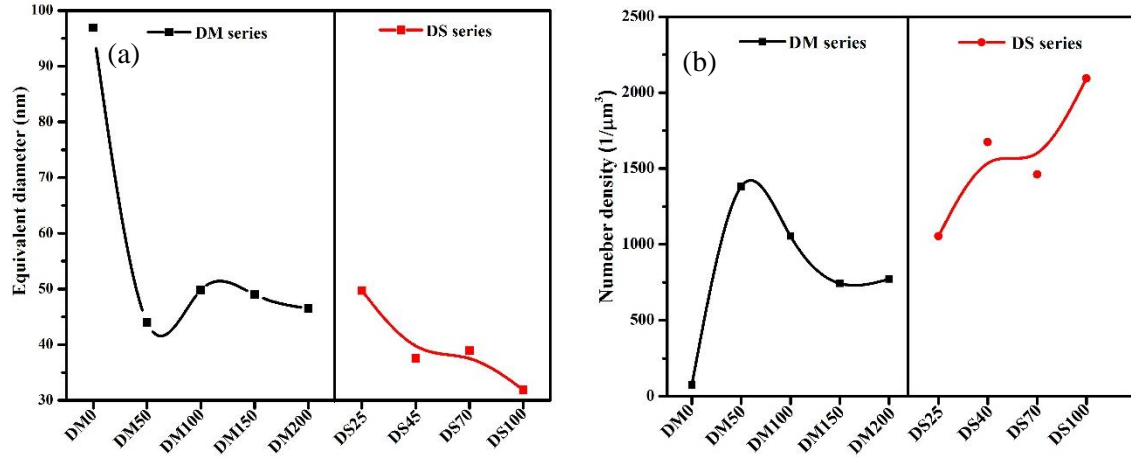 100
90
80
70
60
50
40
30
Equivalent diameter (nm)
(a)
DM series
DS series
DM0
DM50
DM100
DM150
DM200
DS25
DS45
DS70
DS100
2500
2000
1500
1000
500
0
Numeber density (1/μm³)
(b)
DM series
DS series
DM0
DM50
DM100
DM150
DM200
DS25
DS40
DS70
DS100